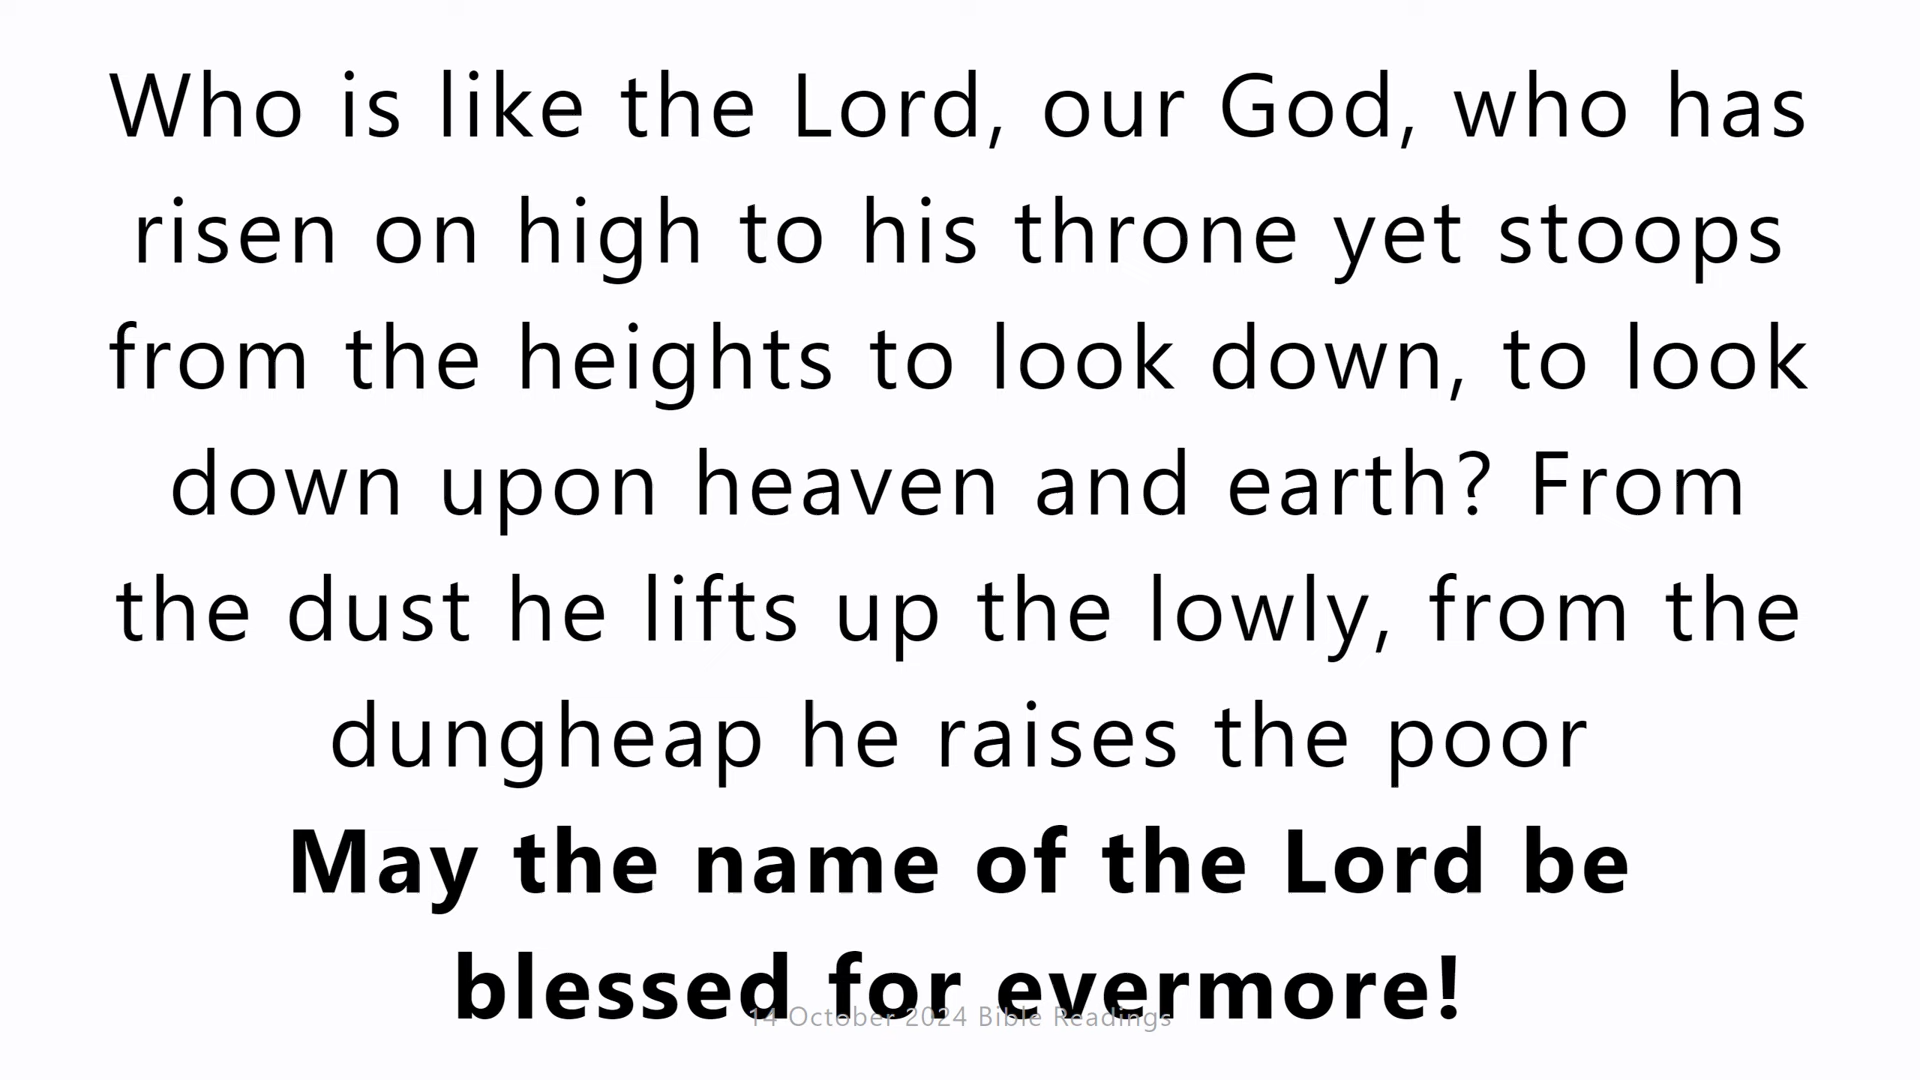 Who is like the Lord, our God, who has
risen on high to his throne yet stoops
from the heights to look down, to look
down upon heaven and earth? From
the dust he lifts up the lowly, from the
dungheap he raises the poor
May the name of the Lord be
blessed for evermore!
14 October 2024 Bible Readings